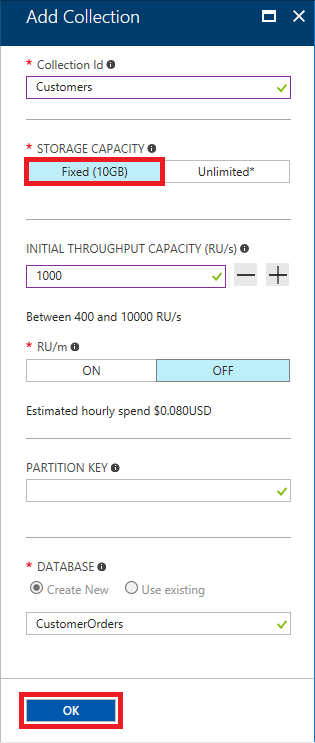 Add Collection
* Collection Id
Customers
* STORAGE CAPACITY
Fixed (10GB) Unlimited*
INITIAL THROUGHPUT CAPACITY (RU/s)
1000
Between 400 and 10000 RU/s
* RU/m
ON OFF
Estimated hourly spend $0.080USD
PARTITION KEY
* DATABASE
Create New Use existing
CustomerOrders
OK